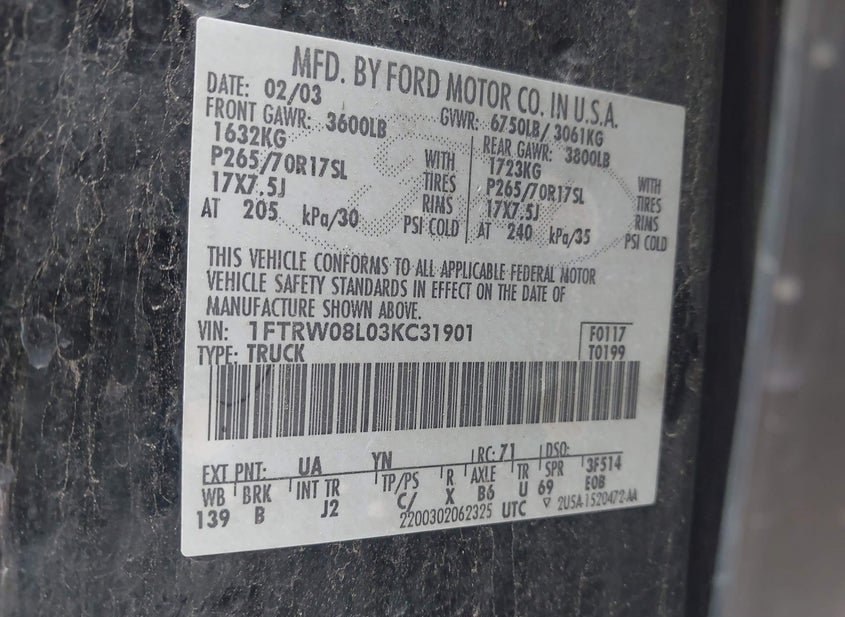 MFD. BY FORD MOTOR CO. IN U.S.A.
DATE: 02/03 GVWR: 6750LB/ 3061KG
FRONT GAWR: 3600LB REAR GAWR: 3800LB
1632KG WITH 1723KG WITH
P265/70R17SL TIRES P265/70R17SL TIRES
17X7.5J RIMS 17X7.5J RIMS
AT 205 kPa/30 PSI COLD AT 240 kPa/35 PSI COLD
THIS VEHICLE CONFORMS TO ALL APPLICABLE FEDERAL MOTOR
VEHICLE SAFETY STANDARDS IN EFFECT ON THE DATE OF
MANUFACTURE SHOWN ABOVE.
VIN: 1FTRW08L03KC31901 F0117
TYPE: TRUCK T0199
EXT PNT: UA YN RC: 71 DSO:
WB BRK INT TR TP/PS R AXLE TR SPR 3F514
139 B J2 C/ X B6 U 69 EOB
2200302062325 UTC ▽ 2U5A-1520472-AA